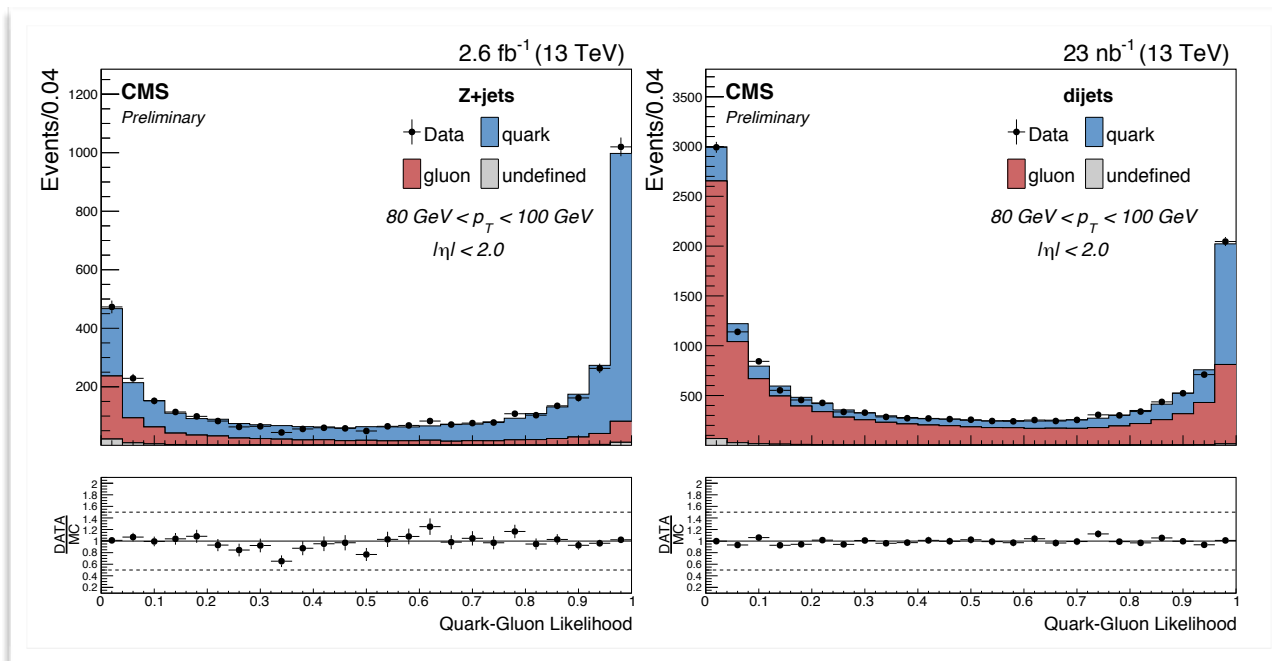 2.6 fb⁻¹ (13 TeV)
Events/0.04
CMS
Preliminary
Z+jets
Data
quark
gluon
undefined
80 GeV < p_T < 100 GeV
|η| < 2.0
1200
1000
800
600
400
200
DATA
MC
2
1.8
1.6
1.4
1.2
1
0.8
0.6
0.4
0.2
0 0.1 0.2 0.3 0.4 0.5 0.6 0.7 0.8 0.9 1
Quark-Gluon Likelihood
23 nb⁻¹ (13 TeV)
Events/0.04
CMS
Preliminary
dijets
Data
quark
gluon
undefined
80 GeV < p_T < 100 GeV
|η| < 2.0
3500
3000
2500
2000
1500
1000
500
DATA
MC
2
1.8
1.6
1.4
1.2
1
0.8
0.6
0.4
0.2
0 0.1 0.2 0.3 0.4 0.5 0.6 0.7 0.8 0.9 1
Quark-Gluon Likelihood